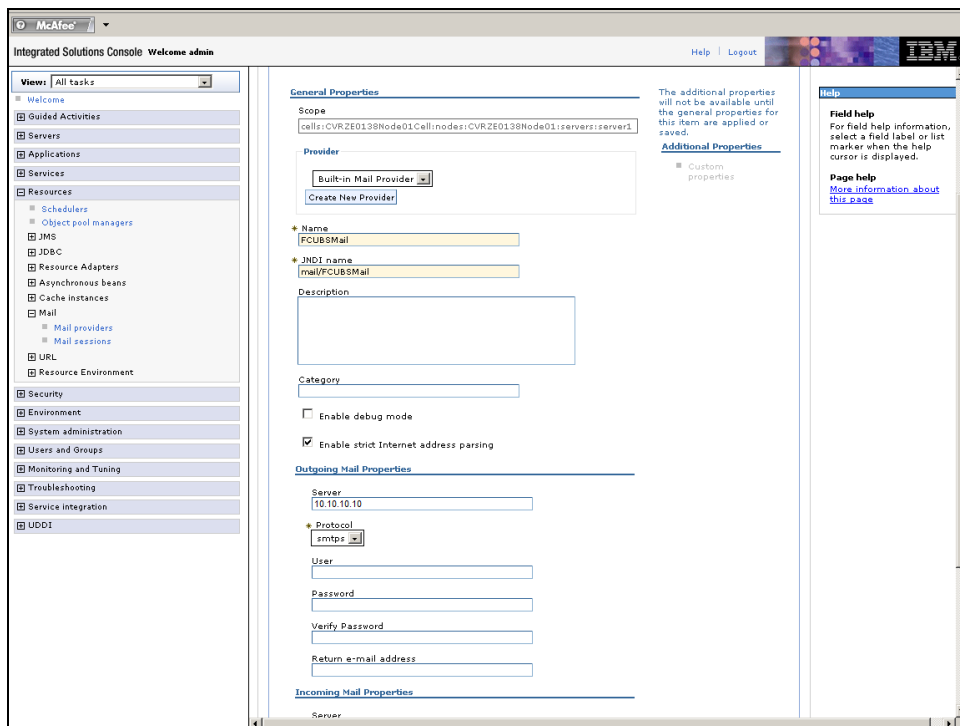 McAfee
Integrated Solutions Console Welcome admin
Help | Logout
IBM
View: All tasks
Welcome
Guided Activities
Servers
Applications
Services
Resources
Schedulers
Object pool managers
JMS
JDBC
Resource Adapters
Asynchronous beans
Cache instances
Mail
Mail providers
Mail sessions
URL
Resource Environment
Security
Environment
System administration
Users and Groups
Monitoring and Tuning
Troubleshooting
Service integration
UDDI
General Properties
Scope
cells:CVRZE0138Node01Cell:nodes:CVRZE0138Node01:servers:server1
Provider
Built-in Mail Provider
Create New Provider
* Name
FCUBSMail
* JNDI name
mail/FCUBSMail
Description
Category
Enable debug mode
Enable strict Internet address parsing
Outgoing Mail Properties
Server
10.10.10.10
* Protocol
smtps
User
Password
Verify Password
Return e-mail address
Incoming Mail Properties
Server
The additional properties
will not be available until
the general properties for
this item are applied or
saved.
Additional Properties
Custom
properties
Help
Field help
For field help information,
select a field label or list
marker when the help
cursor is displayed.
Page help
More information about
this page